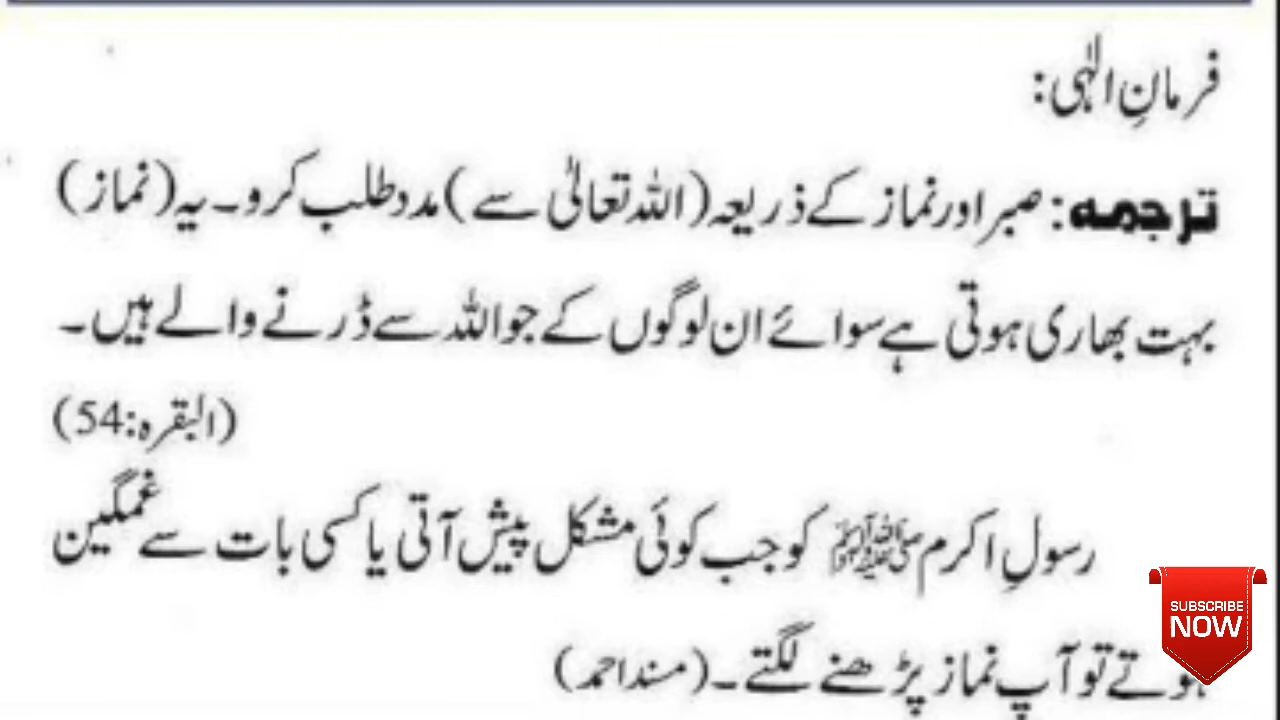 فرمانِ الٰہی:
ترجمہ: صبر اور نماز کے ذریعہ (اللہ تعالیٰ سے) مدد طلب کرو۔ یہ (نماز)
بہت بھاری ہوتی ہے سوائے ان لوگوں کے جو اللہ سے ڈرنے والے ہیں۔
(البقرہ:54)
رسولِ اکرم ﷺ کو جب کوئی مشکل پیش آتی یا کسی بات سے غمگین
ہوتے تو آپ نماز پڑھنے لگتے۔ (مسند احمد)
SUBSCRIBE
NOW